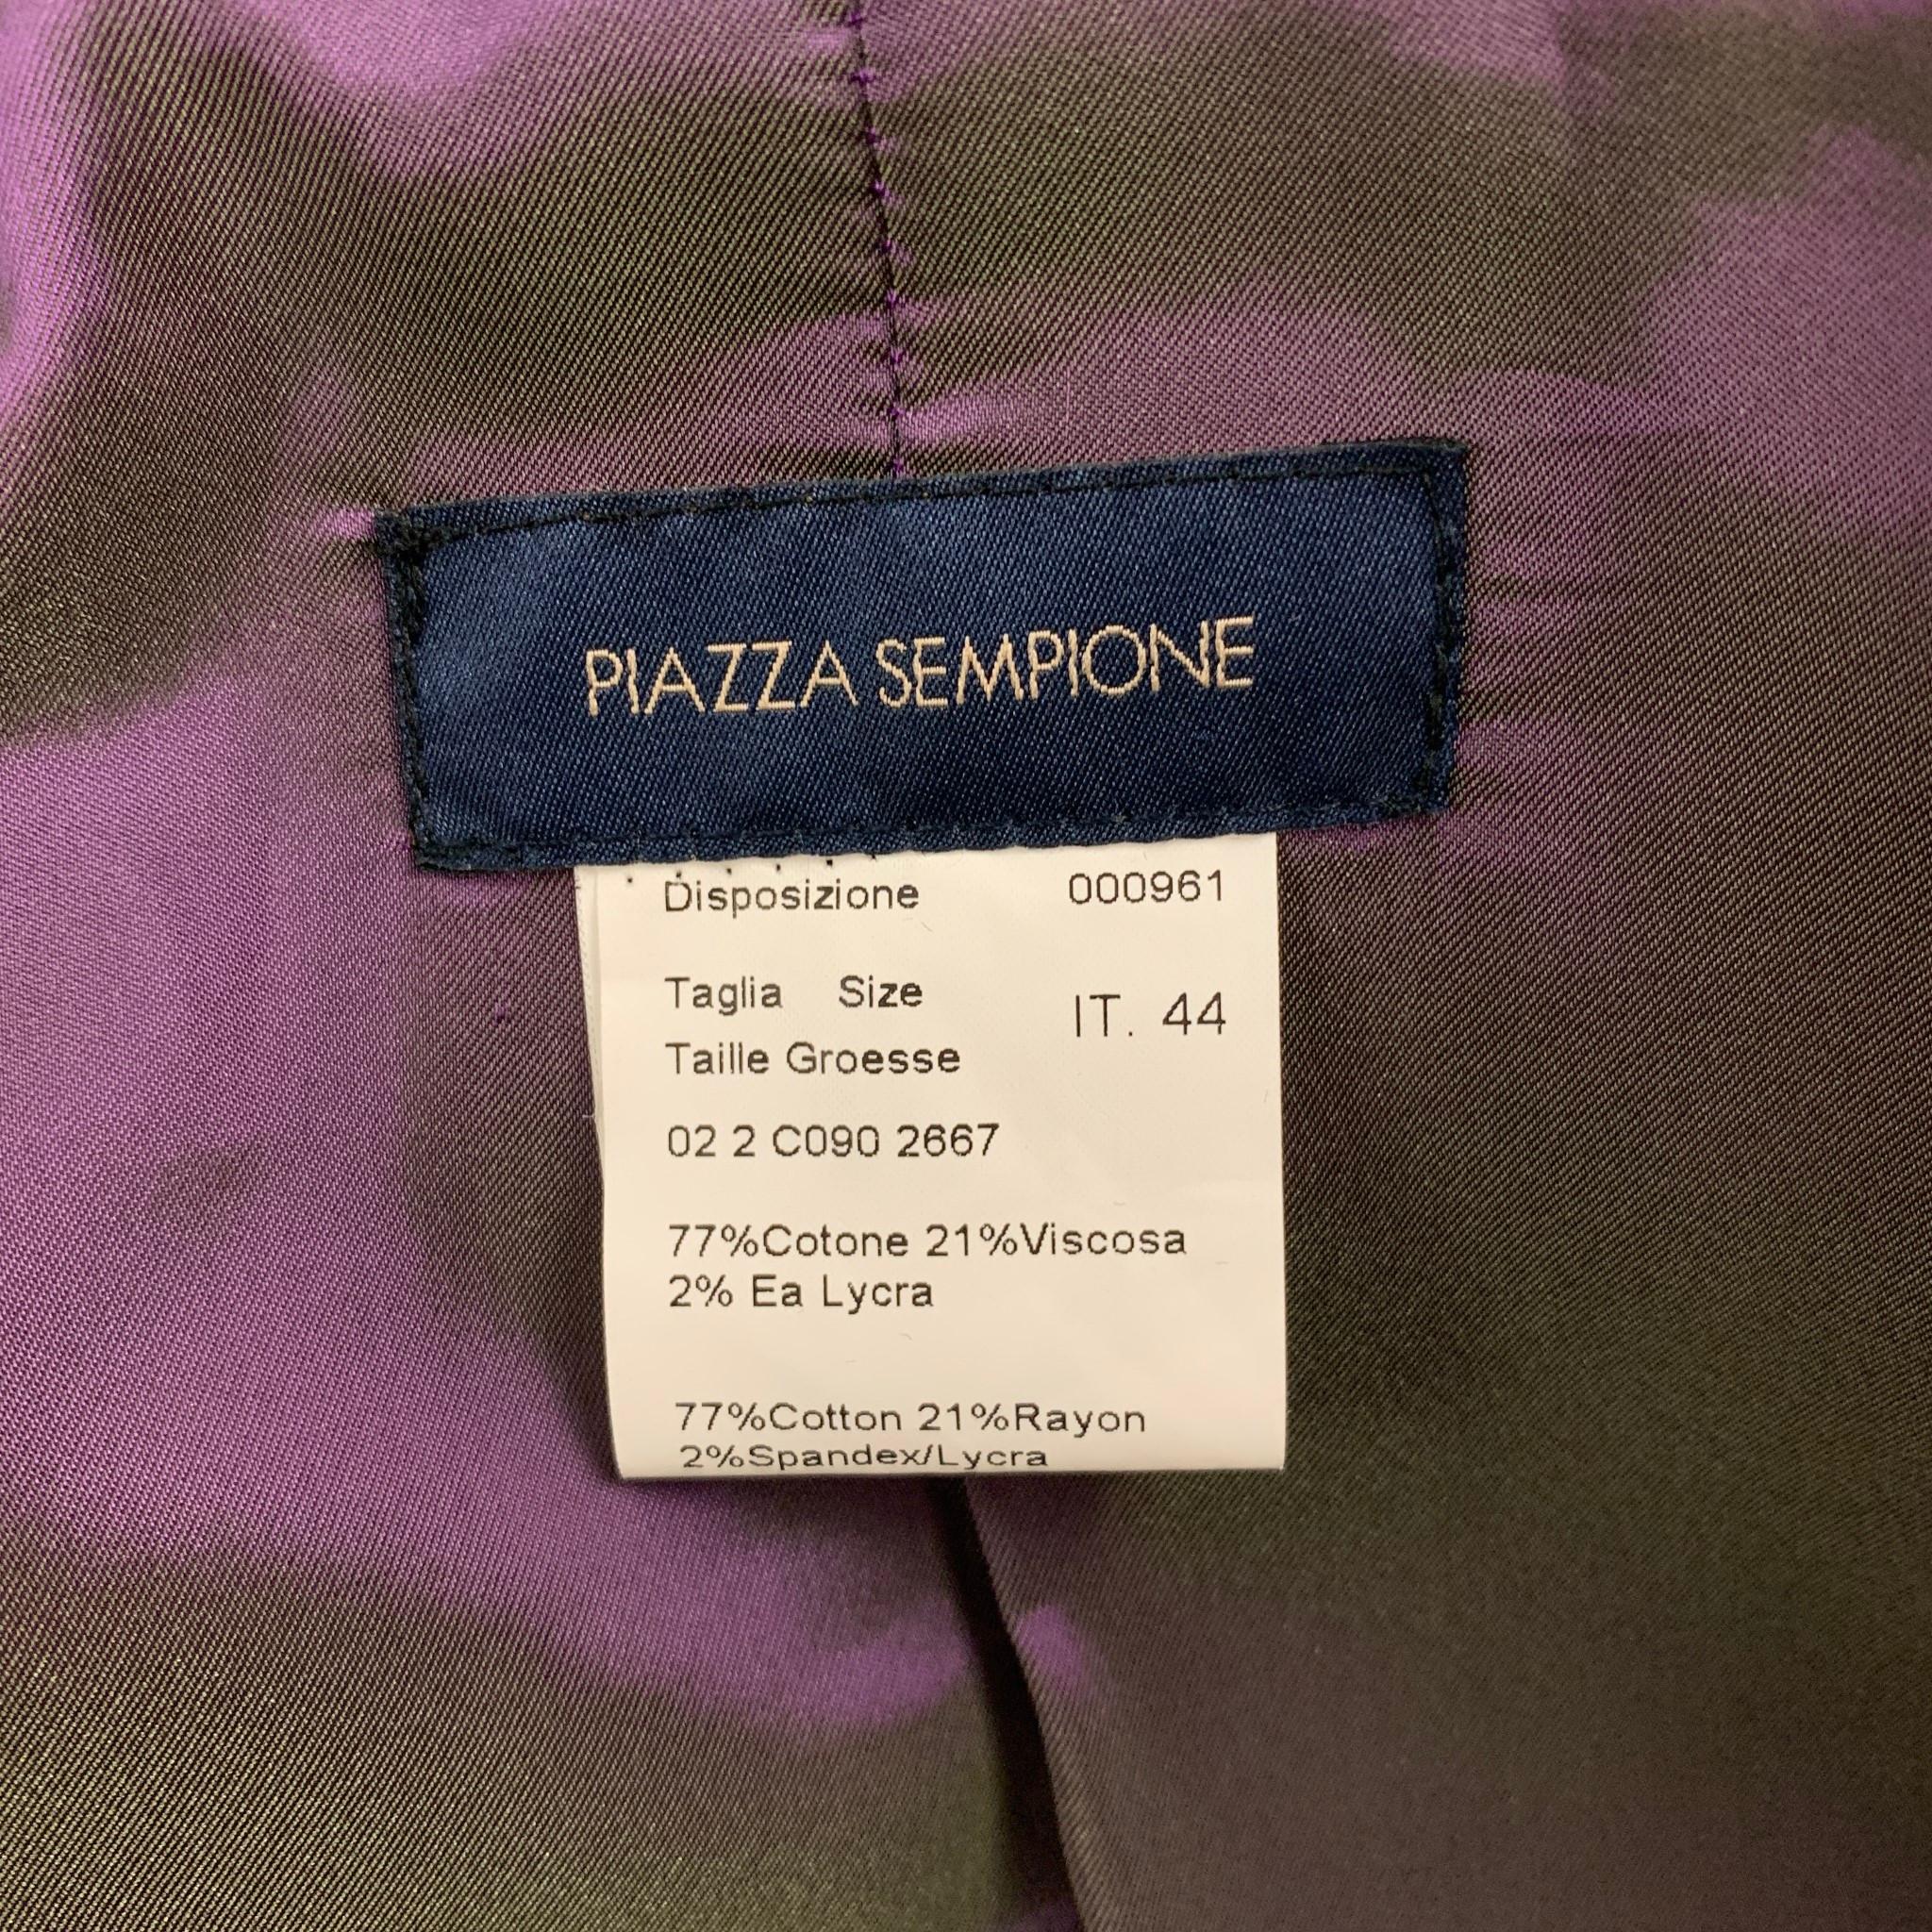 PIAZZA SEMPIONE
Disposizione 000961
Taglia Size IT. 44
Taille Groesse
02 2 C090 2667
77%Cotone 21%Viscosa
2% Ea Lycra
77%Cotton 21%Rayon
2%Spandex/Lycra